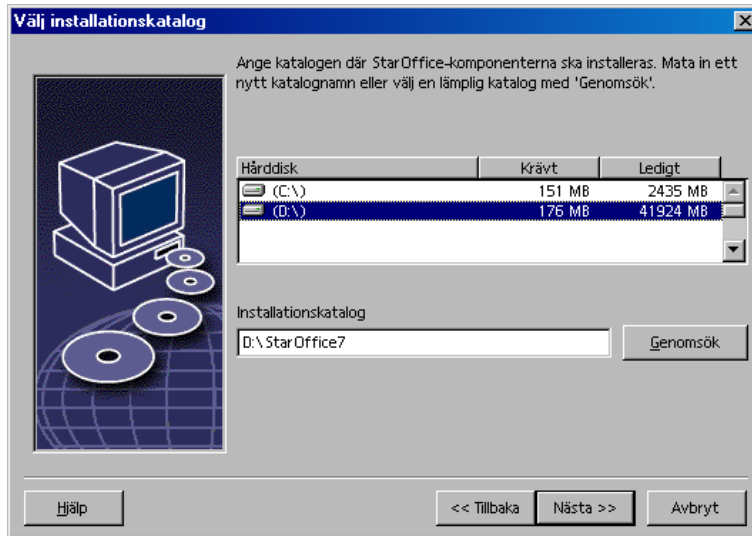 Välj installationskatalog
Ange katalogen där StarOffice-komponenterna ska installeras. Mata in ett
nytt katalognamn eller välj en lämplig katalog med 'Genomsök'.
Hårddisk Krävt Ledigt
(C:\) 151 MB 2435 MB
(D:\) 176 MB 41924 MB
Installationskatalog
D:\StarOffice7 Genomsök
Hjälp << Tillbaka Nästa >> Avbryt